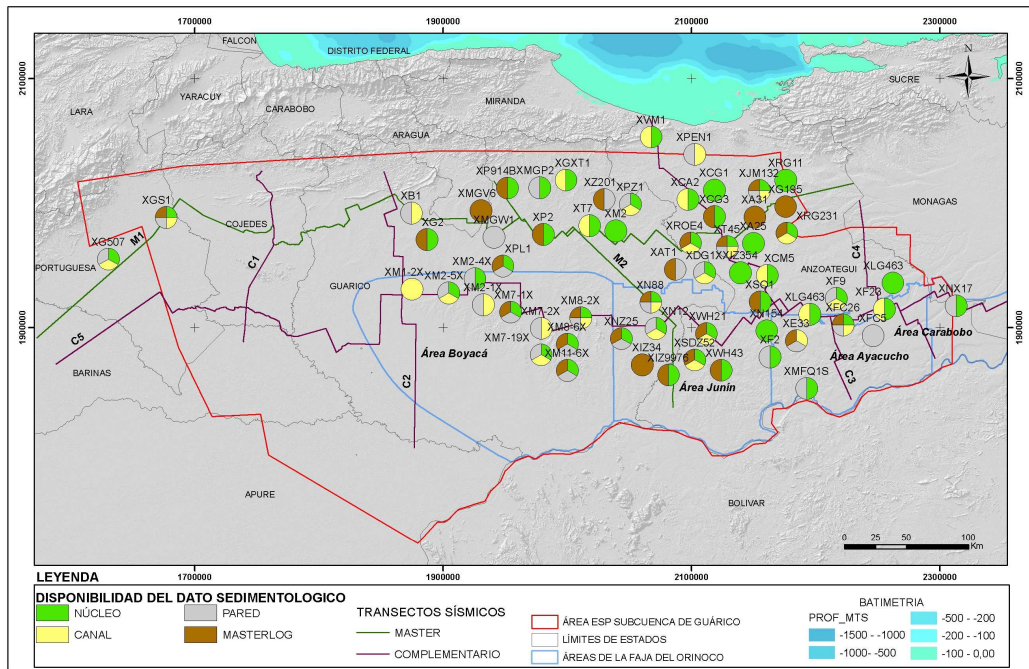 1700000 1900000 2100000 2300000
FALCON
DISTRITO FEDERAL
N
2100000 2100000
LARA
YARACUY
CARABOBO
MIRANDA
SUCRE
ARAGUA
XVM1
XPEN1
XGS1
XB1
XP914B
XMGP2
XGXT1
XMGV6
XZ201
XPZ1
XCA2
XCG1
XJM132
XRG11
XG2
XMGW1
XP2
XT7
XM2
XCG3
XA31
XRG231
MONAGAS
COJEDES
XG507
PORTUGUESA
M1
C1
M2
XROE4
XT45
XA25
C4
XPL1
XAT1
XDG1
XCM5
ANZOATEGUI
XLG463
GUARICO
XM1-2X
XM2-4X
XM2-5X
XM2-1X
XM7-1X
XN88
XSO1
XF9
XNX17
1900000 1900000
C5
XM7-2X
XM8-2X
XM12
XWH21
XN154
XLG463
XFC26
XFC5
XM7-19X
XM8-6X
XNZ25
XE33
Área Carabobo
BARINAS
Área Boyacá
XM11-6X
XIZ34
XSDZ52
XWH43
XF2
Área Ayacucho
C2
XIZ9976
Área Junín
XMFQ1S
C3
APURE
BOLIVAR
0 25 50 100
Km
1700000 1900000 2100000 2300000
LEYENDA
DISPONIBILIDAD DEL DATO SEDIMENTOLOGICO
NÚCLEO
PARED
CANAL
MASTERLOG
TRANSECTOS SÍSMICOS
MASTER
COMPLEMENTARIO
ÁREA ESP SUBCUENCA DE GUÁRICO
LÍMITES DE ESTADOS
ÁREAS DE LA FAJA DEL ORINOCO
BATIMETRIA
PROF_MTS
-1500 - -1000
-1000- -500
-500 - -200
-200 - -100
-100 - 0,00